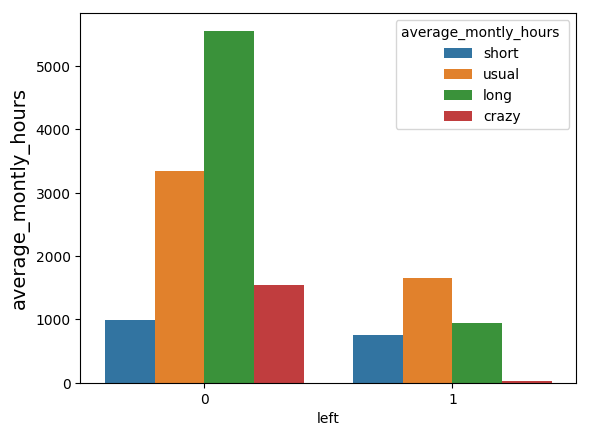 average_montly_hours
short
usual
long
crazy
average_montly_hours
5000
4000
3000
2000
1000
0
0
1
left